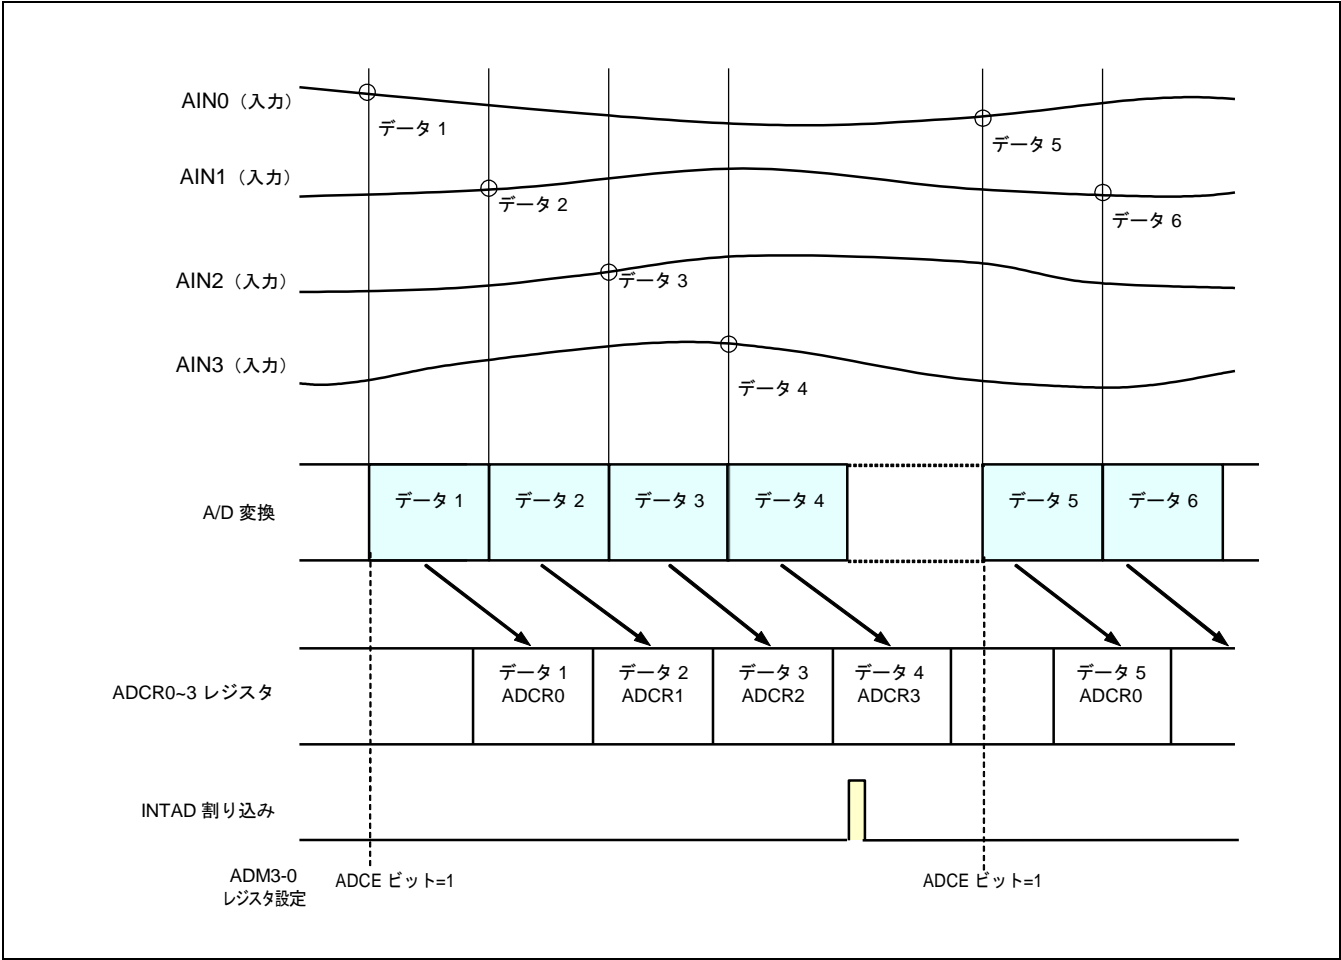 AIN0（入力）
データ 1
データ 5
AIN1（入力）
データ 2
データ 6
AIN2（入力）
データ 3
AIN3（入力）
データ 4
A/D 変換
データ 1
データ 2
データ 3
データ 4
データ 5
データ 6
ADCR0~3 レジスタ
データ 1
ADCR0
データ 2
ADCR1
データ 3
ADCR2
データ 4
ADCR3
データ 5
ADCR0
INTAD 割り込み
ADM3-0
レジスタ設定
ADCE ビット=1
ADCE ビット=1